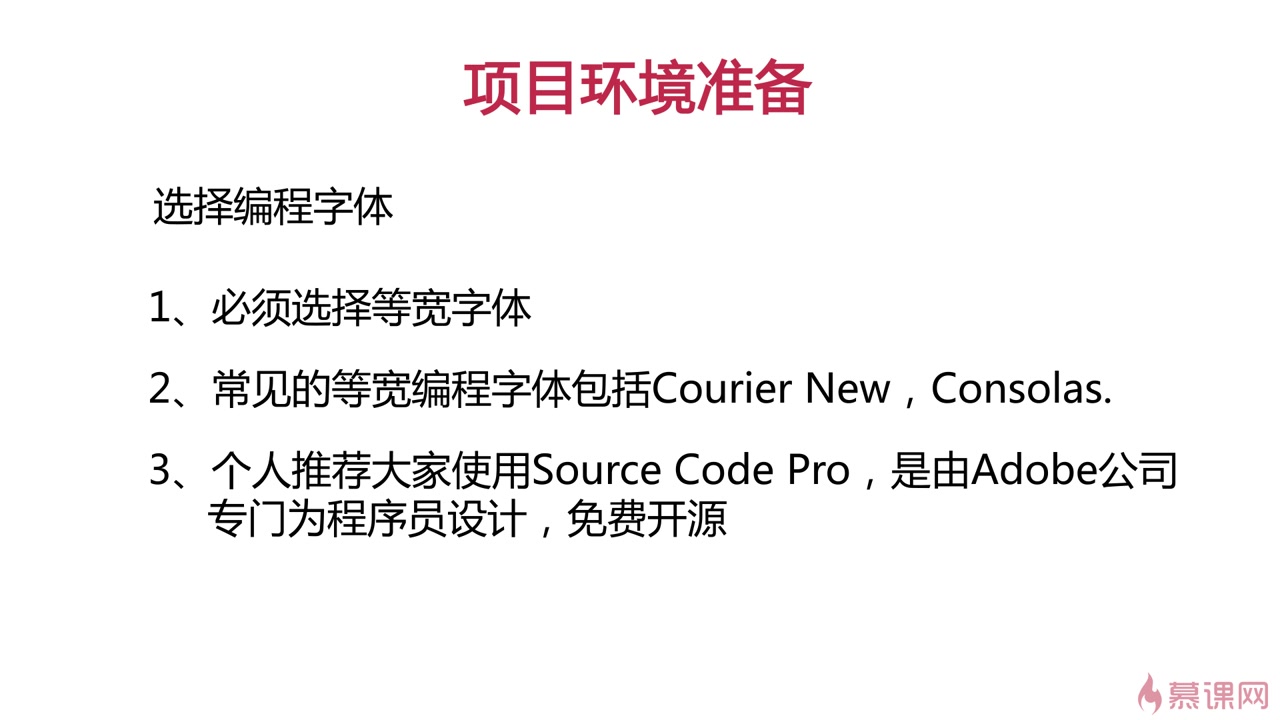 项目环境准备
选择编程字体
1、必须选择等宽字体
2、常见的等宽编程字体包括Courier New，Consolas.
3、个人推荐大家使用Source Code Pro，是由Adobe公司
专门为程序员设计，免费开源
慕课网